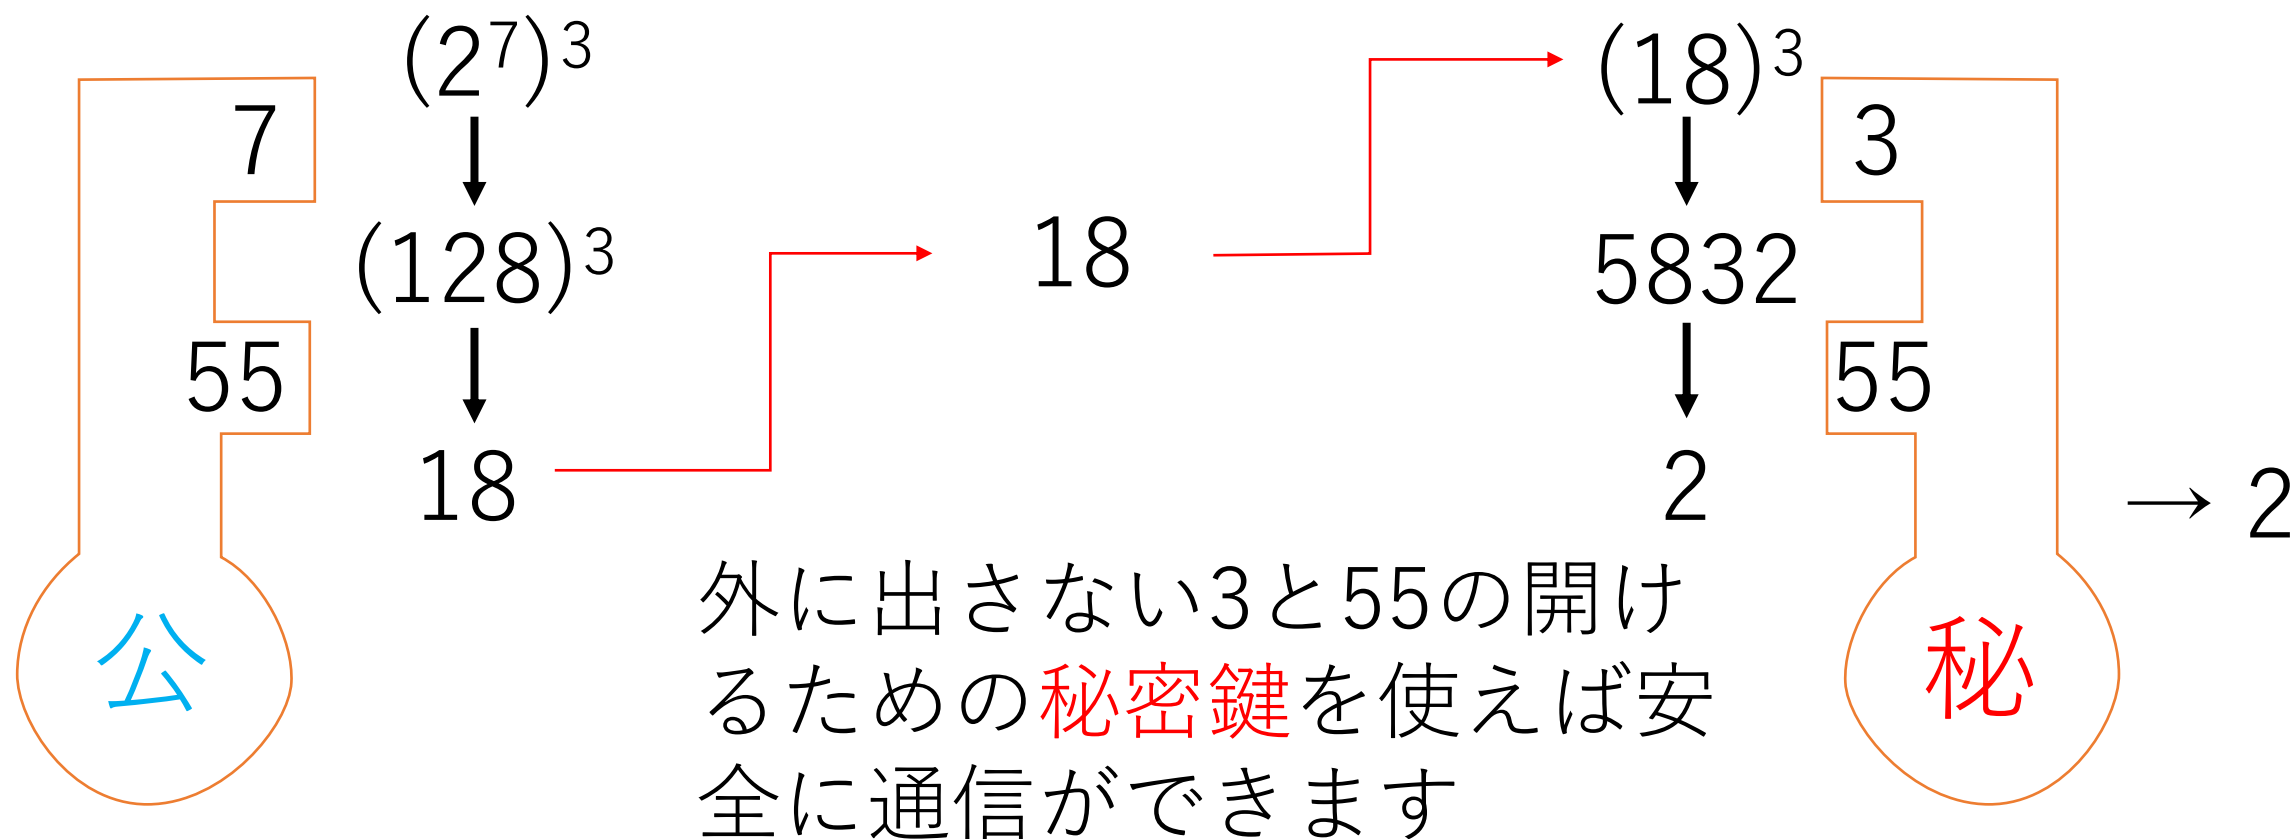 (2⁷)³
7
(128)³
55
18
公
18
(18)³
3
5832
55
2
→ 2
秘
外に出さない3と55の開け
るための秘密鍵を使えば安
全に通信ができます